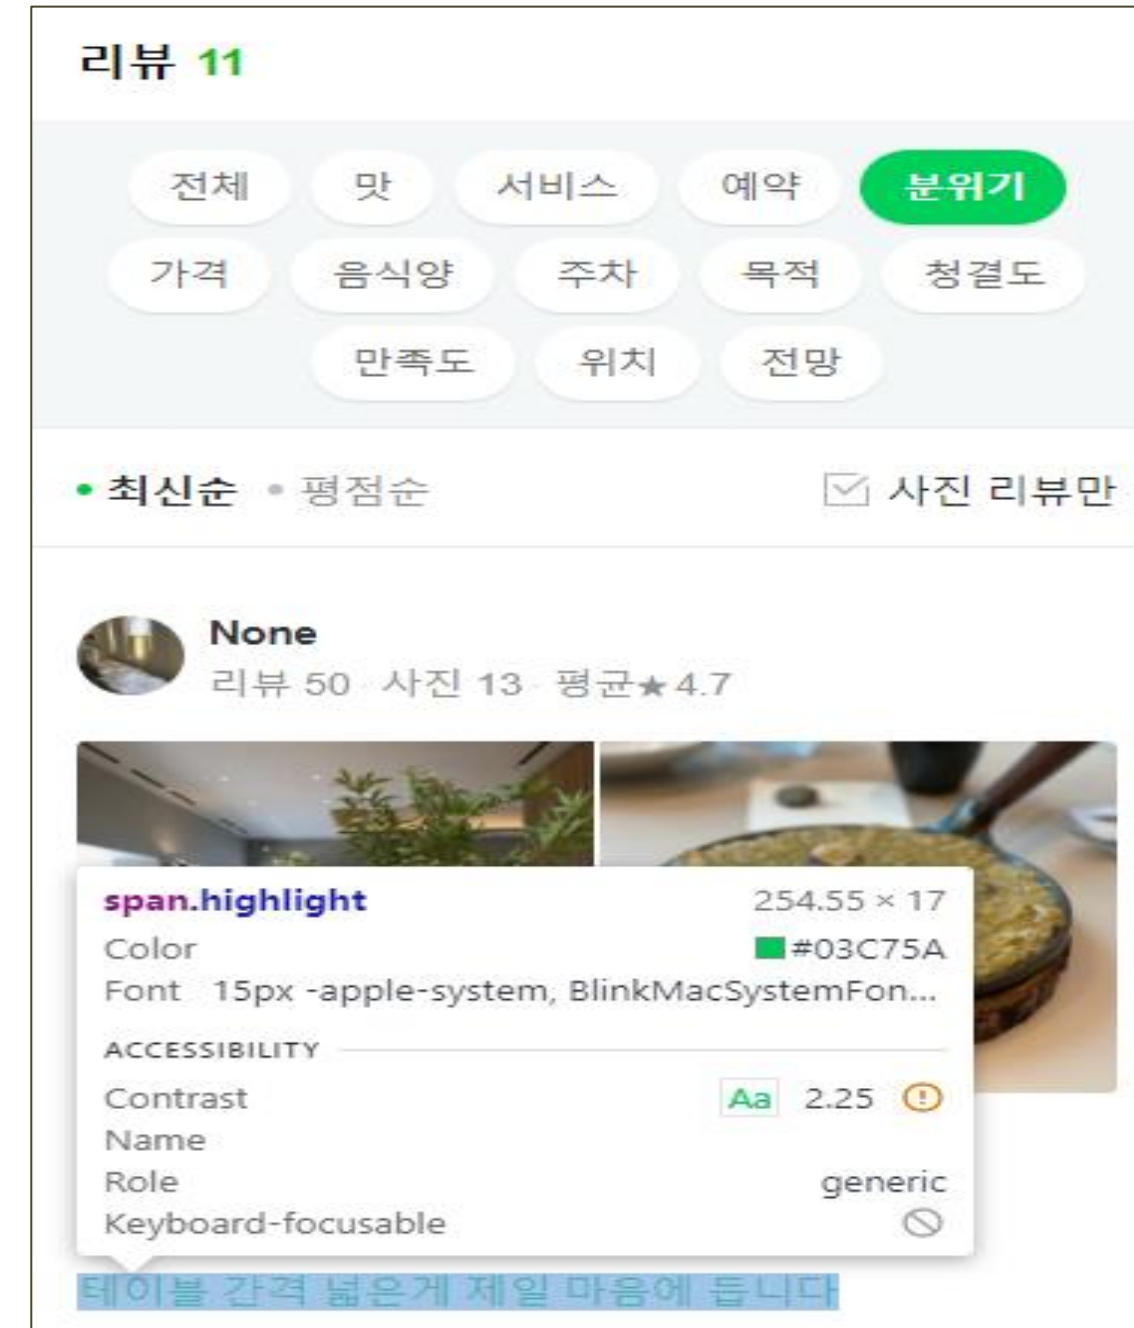 리뷰 11
전체 맛 서비스 예약 분위기
가격 음식양 주차 목적 청결도
만족도 위치 전망
• 최신순 • 평점순 사진 리뷰만
None
리뷰 50 · 사진 13 · 평균★4.7
span.highlight 254.55 × 17
Color #03C75A
Font 15px -apple-system, BlinkMacSystemFon...
ACCESSIBILITY
Contrast Aa 2.25
Name
Role generic
Keyboard-focusable
테이블 간격 넓은게 제일 마음에 듭니다